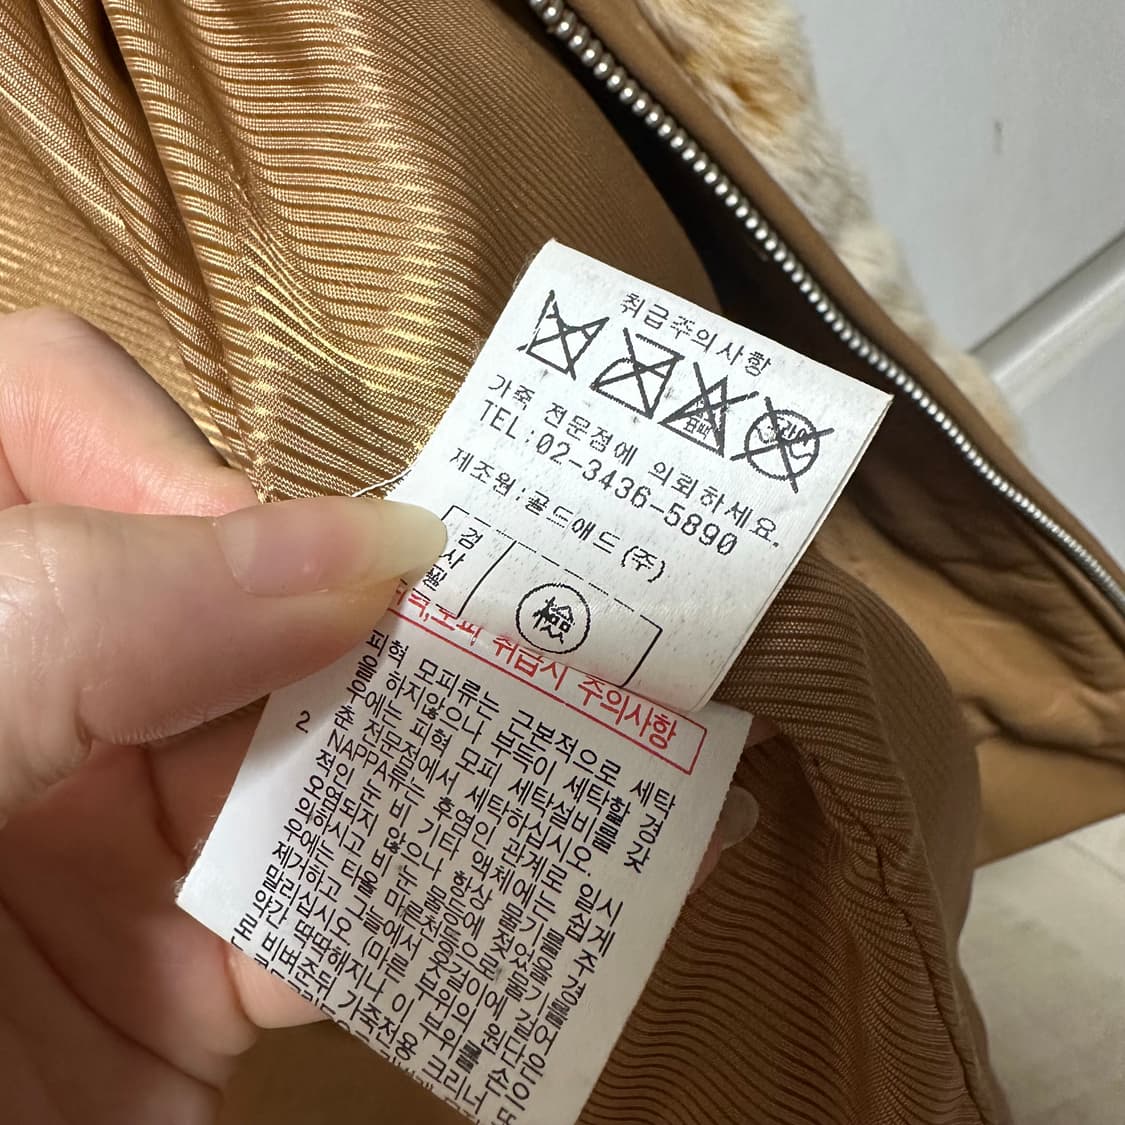 취급주의사항
가죽 전문점에 의뢰하세요.
TEL:02-3436-5890
제조원:골드애드(주)
검사필
檢
취급시 주의사항
피혁 모피류는 근본적으로 세탁
을 하지않으나 부득이 세탁할 경
우에는 피혁 모피 세탁설비를 갖
춘 전문점에서 세탁하십시오
2
NAPPA류는 후염인 관계로 일시
적인 눈 비 기타 액체에는 쉽게
오염되지 않으나 항상 물기를 주
의하시고 비 눈 물등에 젖었을 경
우에는 타올 마른천등으로 물기를
제거하고 그늘에서 옷걸이에 걸어
말리십시오 (마른 부위의 원단은
약간 딱딱해지나 이 부위를 손으
로 비벼준뒤 가죽전용 크리너 또